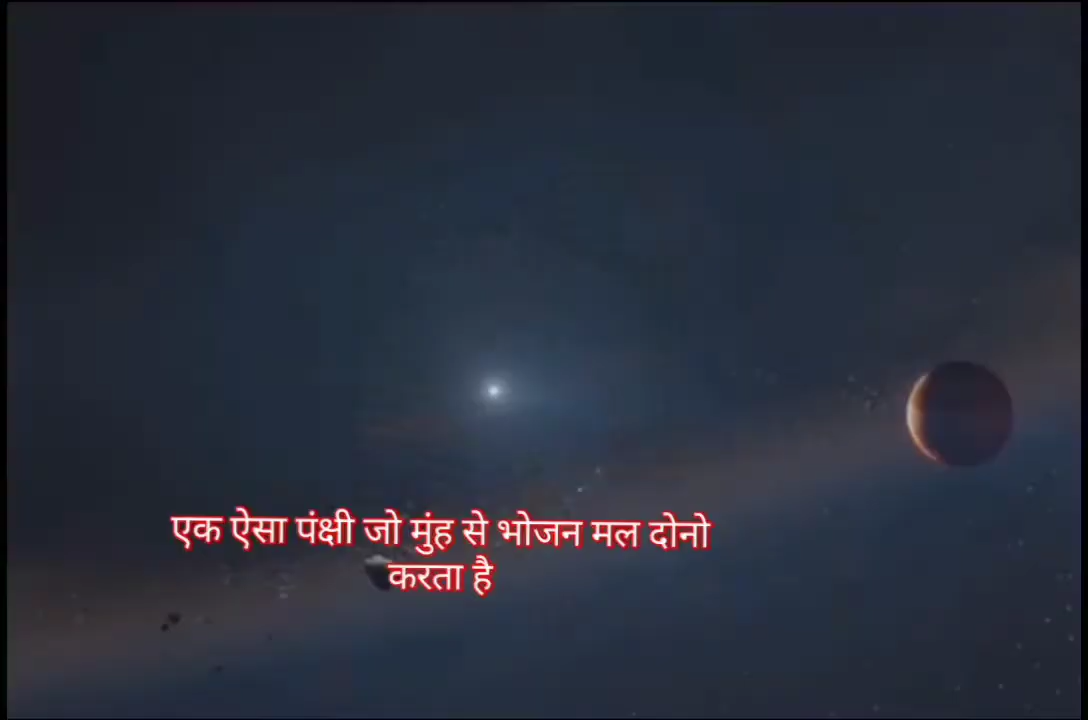 एक ऐसा पंक्षी जो मुंह से भोजन मल दोनो
करता है